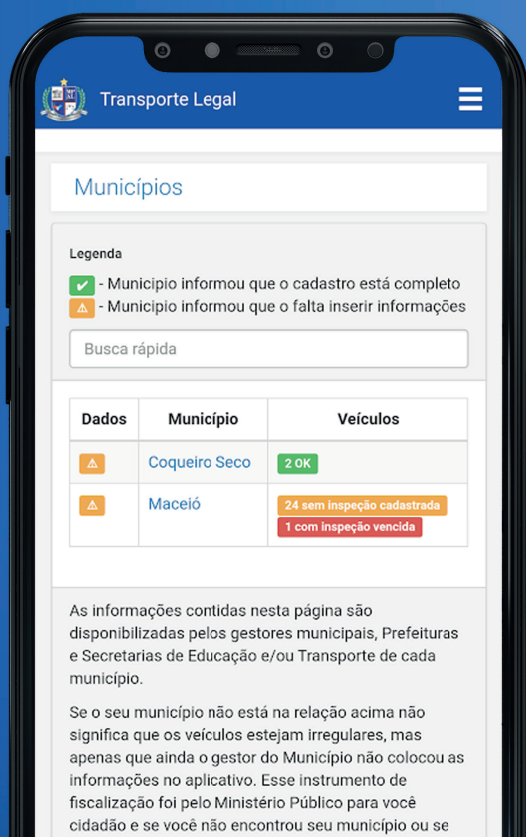 Transporte Legal
Municípios
Legenda
- Municipio informou que o cadastro está completo
- Municipio informou que o falta inserir informações
Busca rápida
Dados Município Veículos
Coqueiro Seco 2 OK
Maceió 24 sem inspeção cadastrada
1 com inspeção vencida
As informações contidas nesta página são
disponibilizadas pelos gestores municipais, Prefeituras
e Secretarias de Educação e/ou Transporte de cada
município.
Se o seu município não está na relação acima não
significa que os veículos estejam irregulares, mas
apenas que ainda o gestor do Município não colocou as
informações no aplicativo. Esse instrumento de
fiscalização foi pelo Ministério Público para você
cidadão e se você não encontrou seu município ou se